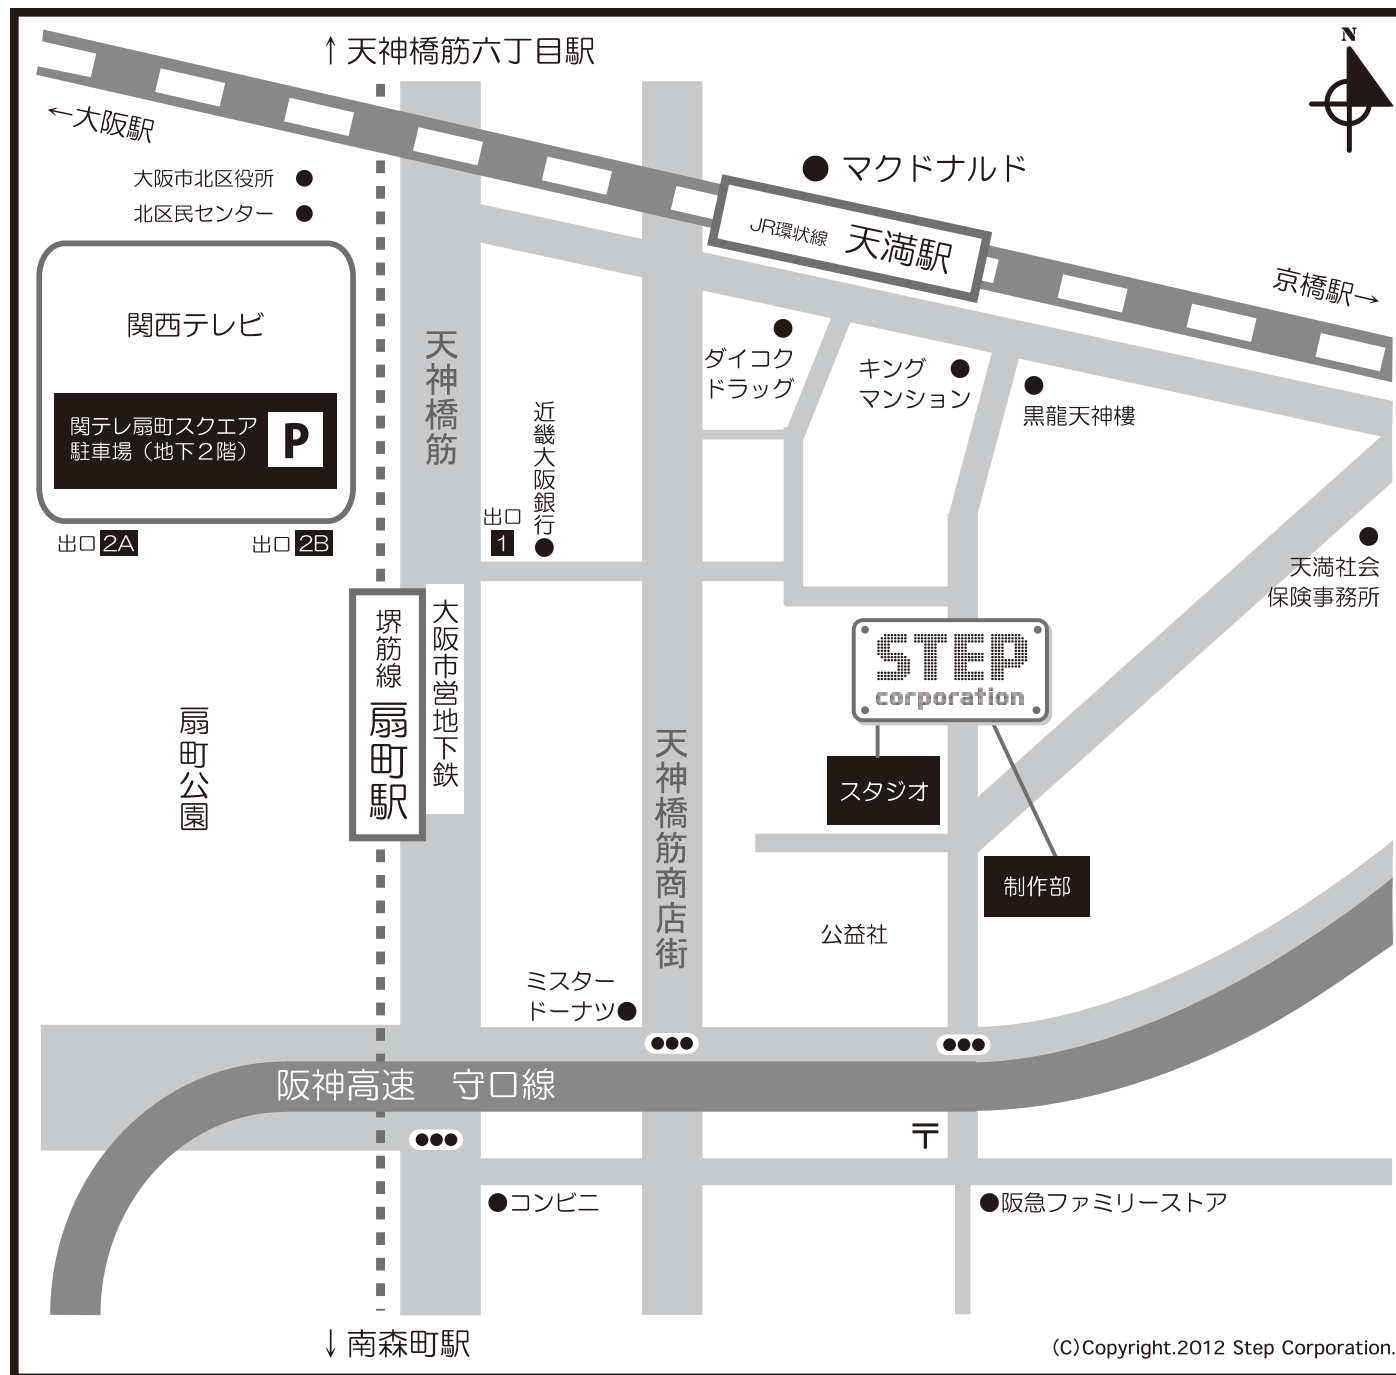 ↑ 天神橋筋六丁目駅
N
←大阪駅
大阪市北区役所
北区民センター
マクドナルド
JR環状線 天満駅
京橋駅→
関西テレビ
関テレ扇町スクエア
駐車場(地下2階)
P
天神橋筋
ダイコク
ドラッグ
キング
マンション
黒龍天神樓
近畿大阪銀行
出口 2A
出口 2B
出口
1
天満社会
保険事務所
堺筋線 扇町駅
大阪市営地下鉄
STEP
corporation
扇町公園
天神橋筋商店街
スタジオ
制作部
公益社
ミスター
ドーナツ
阪神高速 守口線
〒
コンビニ
阪急ファミリーストア
↓ 南森町駅
(C)Copyright.2012 Step Corporation.